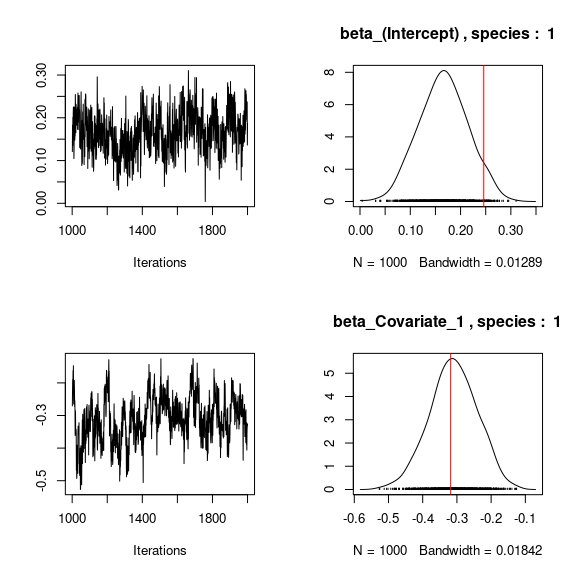 beta_(Intercept) , species : 1
0.00 0.10 0.20 0.30
1000 1400 1800
Iterations
0 2 4 6 8
0.00 0.10 0.20 0.30
N = 1000 Bandwidth = 0.01289
beta_Covariate_1 , species : 1
-0.5 -0.3
1000 1400 1800
Iterations
0 1 2 3 4 5
-0.6 -0.5 -0.4 -0.3 -0.2 -0.1
N = 1000 Bandwidth = 0.01842